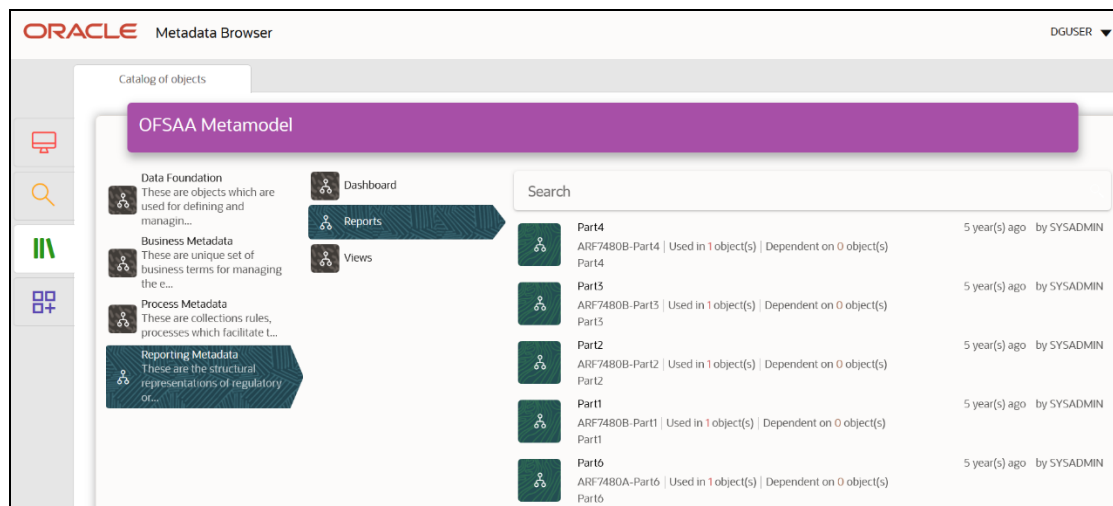 ORACLE Metadata Browser
DGUSER
Catalog of objects
OFSAA Metamodel
Data Foundation
These are objects which are
used for defining and
managin...
Business Metadata
These are unique set of
business terms for managing
the e...
Process Metadata
These are collections rules,
processes which facilitate t...
Reporting Metadata
These are the structural
representations of regulatory
or...
Dashboard
Reports
Views
Search
Part4 5 year(s) ago by SYSADMIN
ARF7480B-Part4 | Used in 1 object(s) | Dependent on 0 object(s)
Part4
Part3 5 year(s) ago by SYSADMIN
ARF7480B-Part3 | Used in 1 object(s) | Dependent on 0 object(s)
Part3
Part2 5 year(s) ago by SYSADMIN
ARF7480B-Part2 | Used in 1 object(s) | Dependent on 0 object(s)
Part2
Part1 5 year(s) ago by SYSADMIN
ARF7480B-Part1 | Used in 1 object(s) | Dependent on 0 object(s)
Part1
Part6 5 year(s) ago by SYSADMIN
ARF7480A-Part6 | Used in 1 object(s) | Dependent on 0 object(s)
Part6